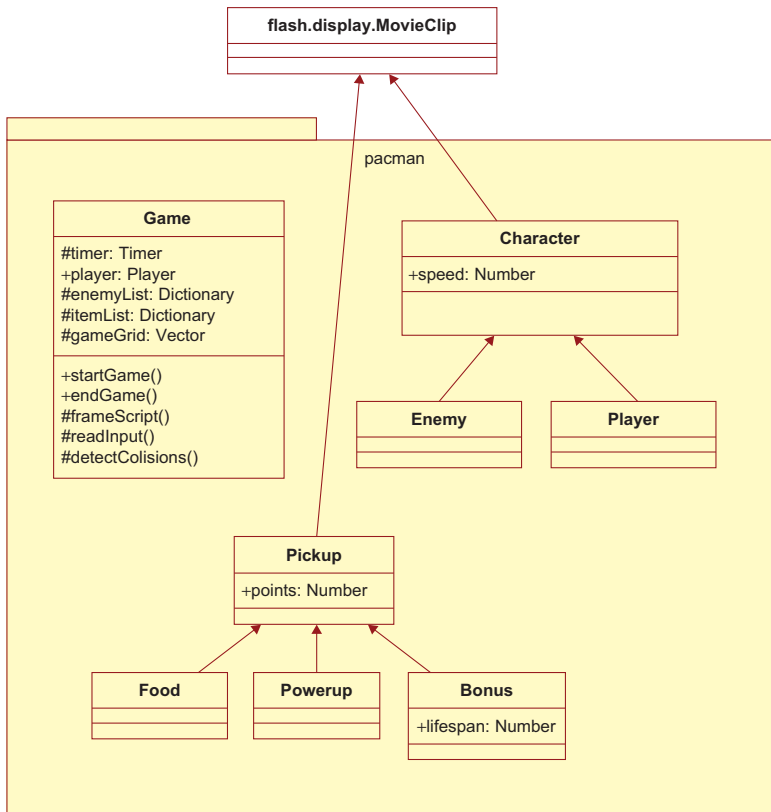 flash.display.MovieClip
pacman
Game
#timer: Timer
+player: Player
#enemyList: Dictionary
#itemList: Dictionary
#gameGrid: Vector
+startGame()
+endGame()
#frameScript()
#readInput()
#detectColisions()
Character
+speed: Number
Enemy
Player
Pickup
+points: Number
Food
Powerup
Bonus
+lifespan: Number